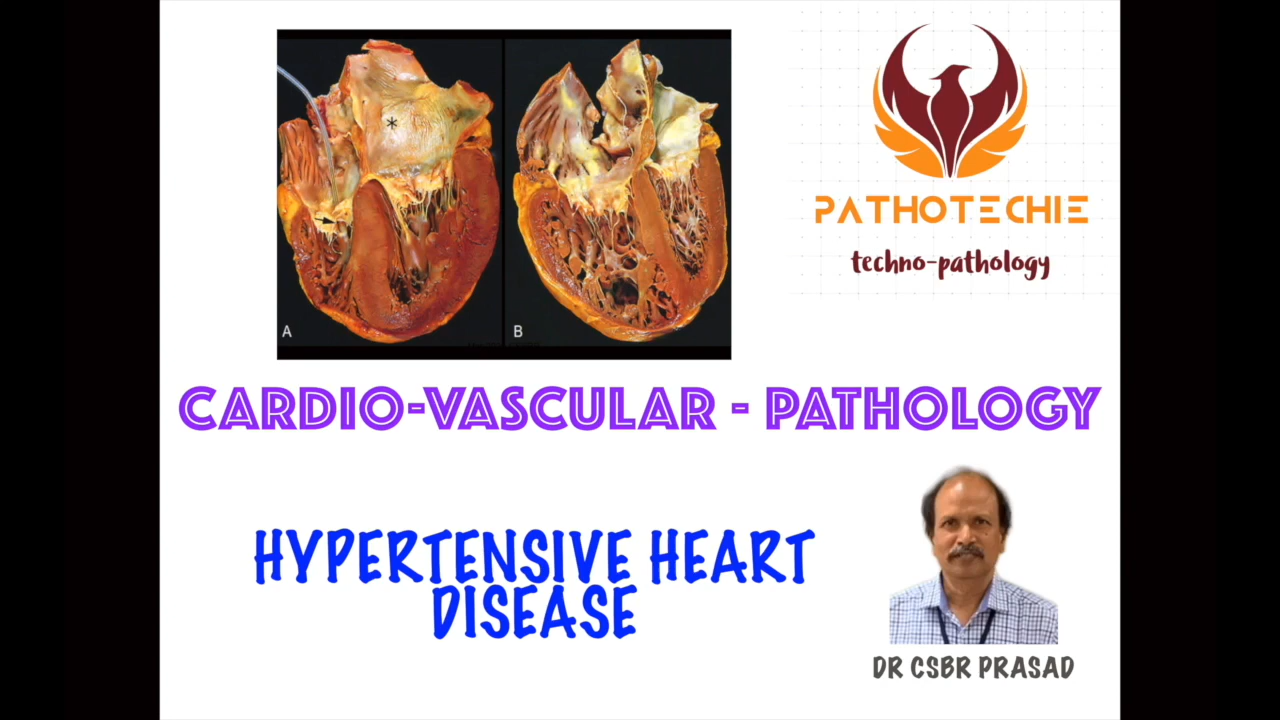 *
A
B
PATHOTECHIE
techno-pathology
CARDIO-VASCULAR - PATHOLOGY
HYPERTENSIVE HEART
DISEASE
DR CSBR PRASAD